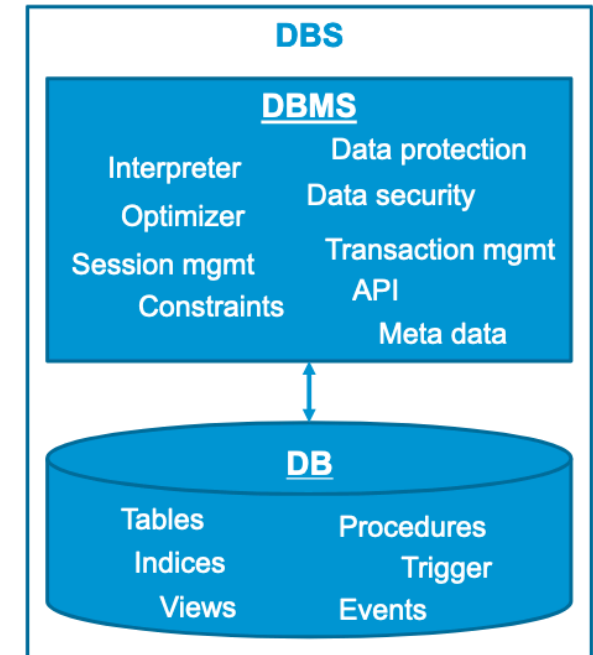 DBS
DBMS
Data protection
Interpreter
Data security
Optimizer
Transaction mgmt
Session mgmt
API
Constraints
Meta data
DB
Tables
Procedures
Indices
Trigger
Views
Events